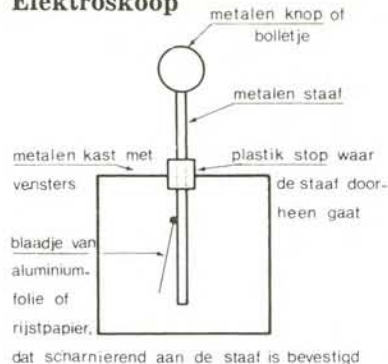 Elektroskoop
metalen knop of
bolletje
metalen staaf
metalen kast met
vensters
plastik stop waar
de staaf door-
heen gaat
blaadje van
aluminium-
folie of
rijstpapier,
dat scharnierend aan de staaf is bevestigd